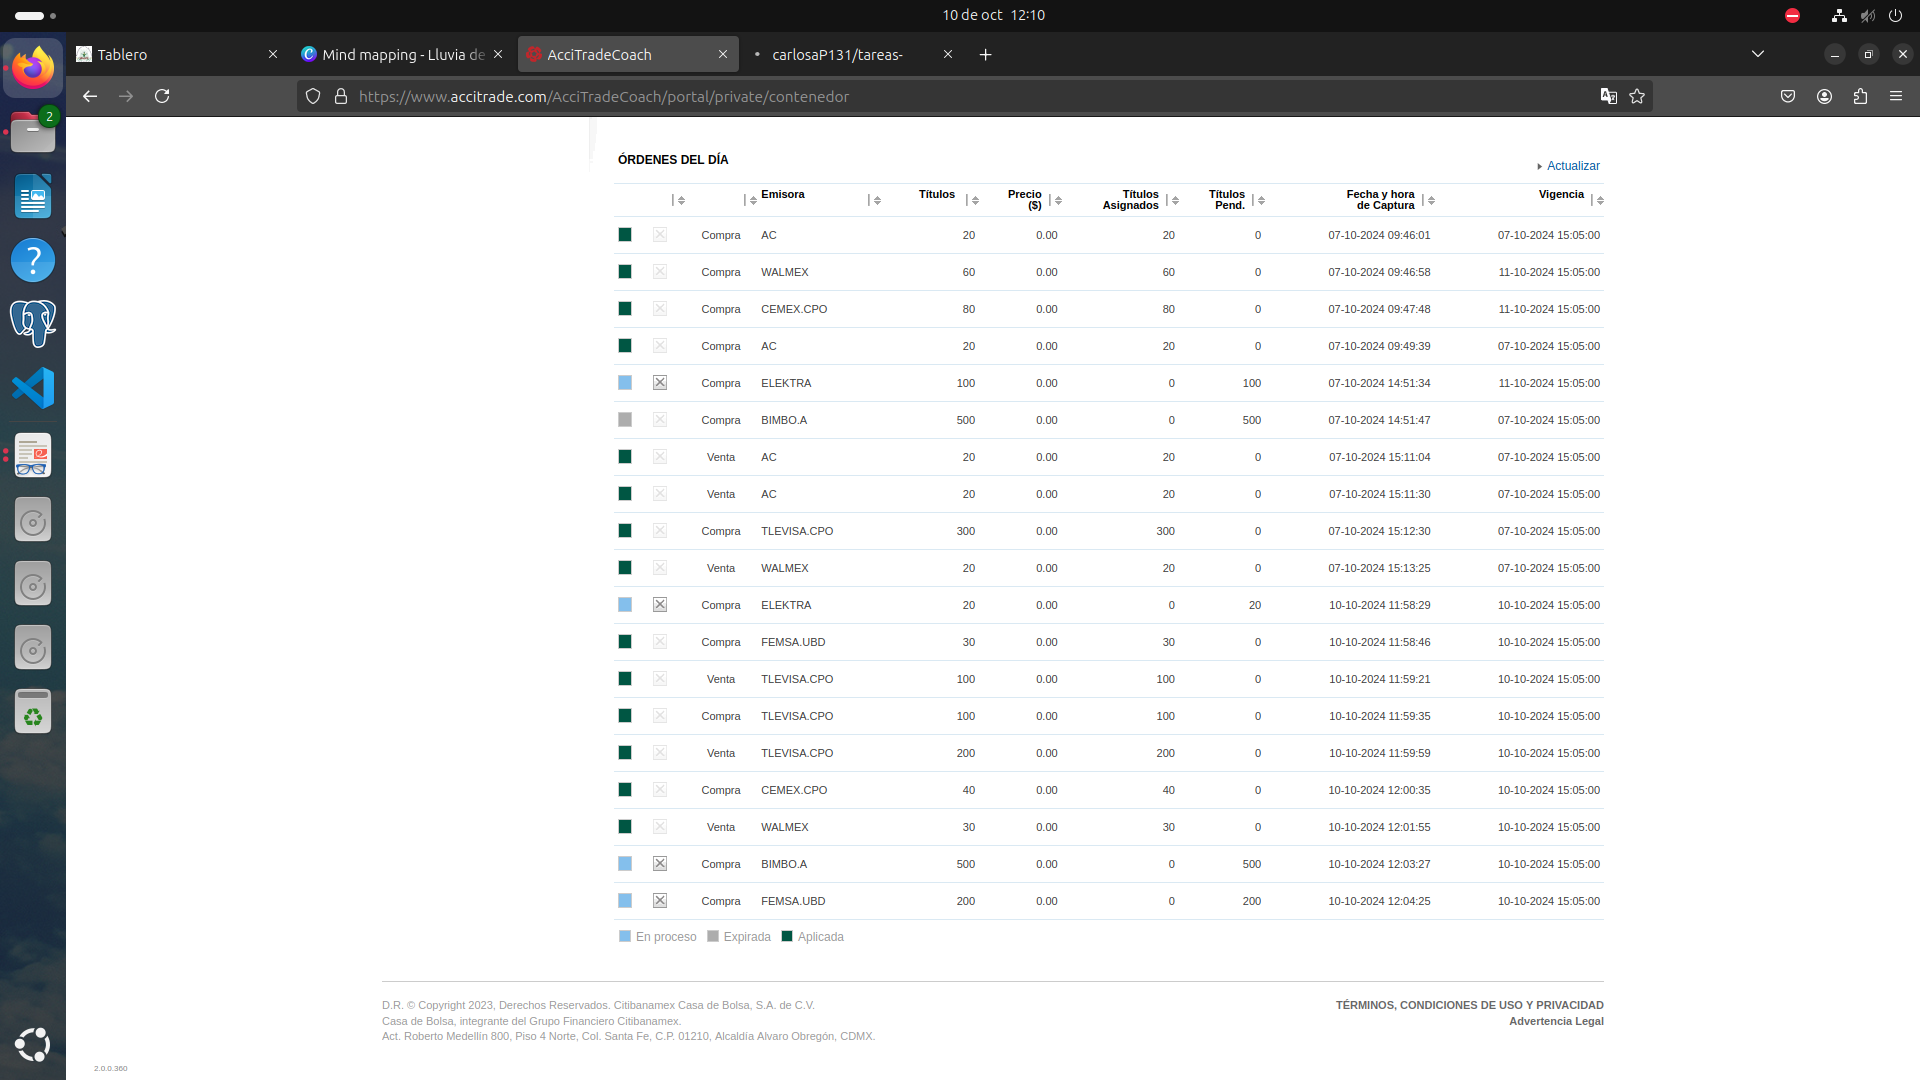 10 de oct 12:10
Tablero
Mind mapping - Lluvia de
AcciTradeCoach
carlosaP131/tareas-
https://www.accitrade.com/AcciTradeCoach/portal/private/contenedor
2
ÓRDENES DEL DÍA
Actualizar
Emisora Títulos Precio ($) Títulos Asignados Títulos Pend. Fecha y hora de Captura Vigencia
Compra AC 20 0.00 20 0 07-10-2024 09:46:01 07-10-2024 15:05:00
Compra WALMEX 60 0.00 60 0 07-10-2024 09:46:58 11-10-2024 15:05:00
Compra CEMEX.CPO 80 0.00 80 0 07-10-2024 09:47:48 11-10-2024 15:05:00
Compra AC 20 0.00 20 0 07-10-2024 09:49:39 07-10-2024 15:05:00
Compra ELEKTRA 100 0.00 0 100 07-10-2024 14:51:34 11-10-2024 15:05:00
Compra BIMBO.A 500 0.00 0 500 07-10-2024 14:51:47 07-10-2024 15:05:00
Venta AC 20 0.00 20 0 07-10-2024 15:11:04 07-10-2024 15:05:00
Venta AC 20 0.00 20 0 07-10-2024 15:11:30 07-10-2024 15:05:00
Compra TLEVISA.CPO 300 0.00 300 0 07-10-2024 15:12:30 07-10-2024 15:05:00
Venta WALMEX 20 0.00 20 0 07-10-2024 15:13:25 07-10-2024 15:05:00
Compra ELEKTRA 20 0.00 0 20 10-10-2024 11:58:29 10-10-2024 15:05:00
Compra FEMSA.UBD 30 0.00 30 0 10-10-2024 11:58:46 10-10-2024 15:05:00
Venta TLEVISA.CPO 100 0.00 100 0 10-10-2024 11:59:21 10-10-2024 15:05:00
Compra TLEVISA.CPO 100 0.00 100 0 10-10-2024 11:59:35 10-10-2024 15:05:00
Venta TLEVISA.CPO 200 0.00 200 0 10-10-2024 11:59:59 10-10-2024 15:05:00
Compra CEMEX.CPO 40 0.00 40 0 10-10-2024 12:00:35 10-10-2024 15:05:00
Venta WALMEX 30 0.00 30 0 10-10-2024 12:01:55 10-10-2024 15:05:00
Compra BIMBO.A 500 0.00 0 500 10-10-2024 12:03:27 10-10-2024 15:05:00
Compra FEMSA.UBD 200 0.00 0 200 10-10-2024 12:04:25 10-10-2024 15:05:00
En proceso Expirada Aplicada
D.R. © Copyright 2023, Derechos Reservados. Citibanamex Casa de Bolsa, S.A. de C.V.
Casa de Bolsa, integrante del Grupo Financiero Citibanamex.
Act. Roberto Medellín 800, Piso 4 Norte, Col. Santa Fe, C.P. 01210, Alcaldía Alvaro Obregón, CDMX.
TÉRMINOS, CONDICIONES DE USO Y PRIVACIDAD
Advertencia Legal
2.0.0.360